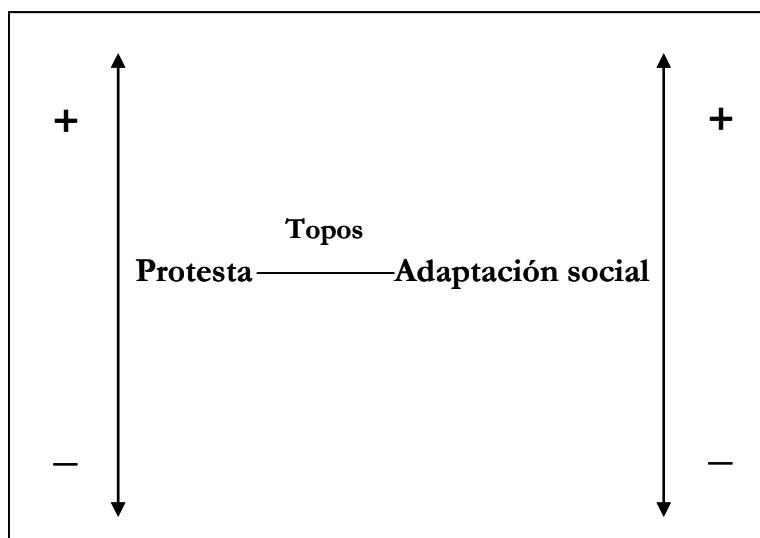 + +
Topos
Protesta Adaptación social
– –